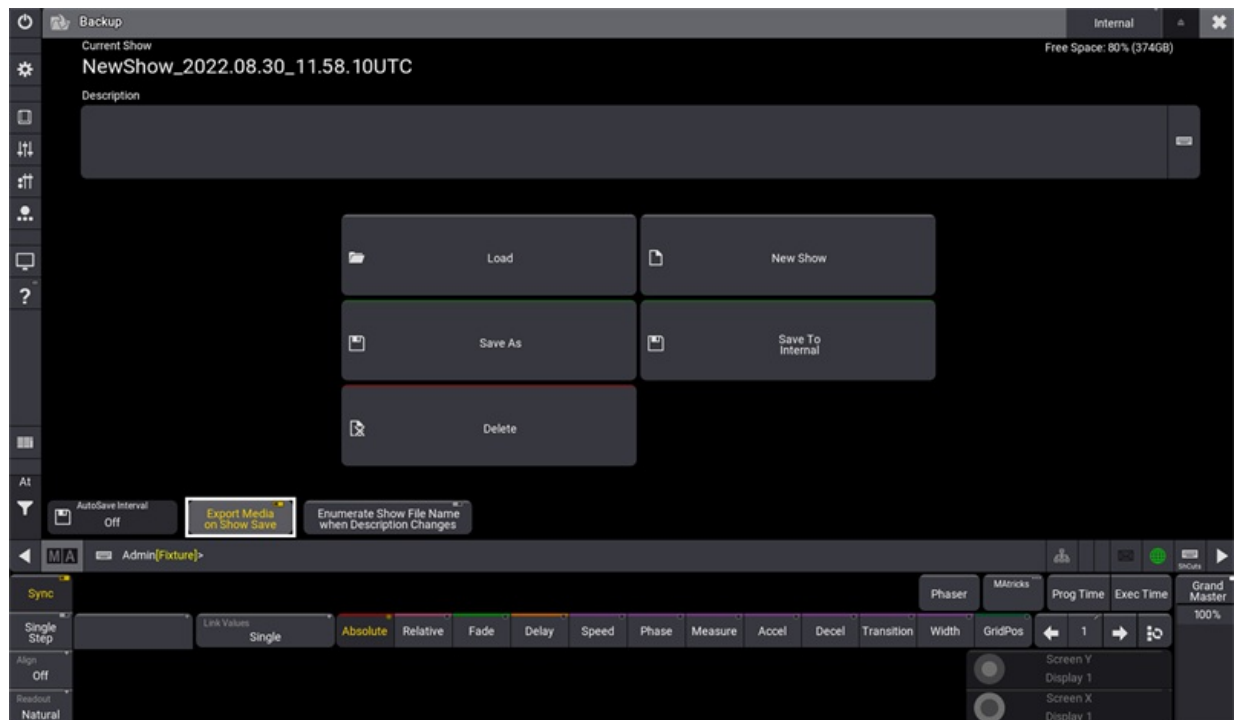 Backup
Internal
Current Show
Free Space: 80% (374GB)
NewShow_2022.08.30_11.58.10UTC
Description
Load
New Show
Save As
Save To
Internal
Delete
?
At
AutoSave Interval
Off
Export Media
on Show Save
Enumerate Show File Name
when Description Changes
MA
Admin[Fixture]>
ShCuts
Sync
Phaser
MAtricks
Prog Time
Exec Time
Grand
Master
100%
Single
Step
Link Values
Single
Absolute
Relative
Fade
Delay
Speed
Phase
Measure
Accel
Decel
Transition
Width
GridPos
1
Align
Off
Screen Y
Display 1
Readout
Natural
Screen X
Display 1